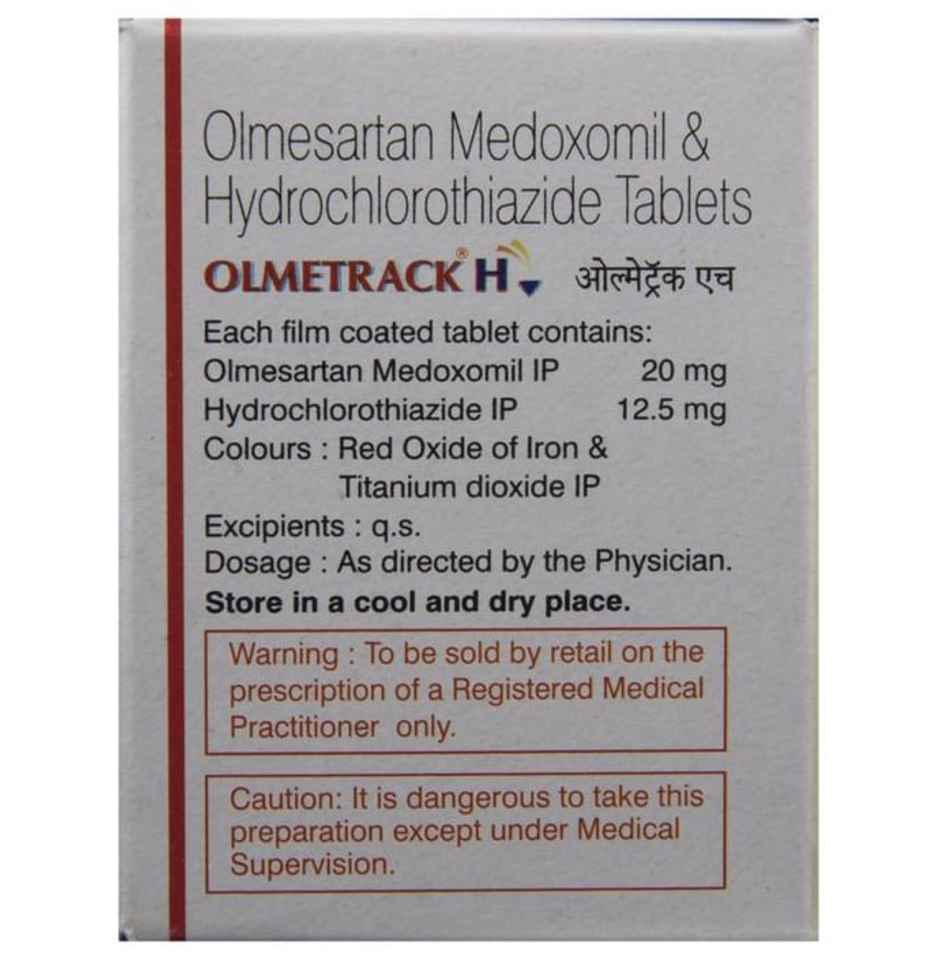 Olmesartan Medoxomil &
Hydrochlorothiazide Tablets
OLMETRACK® H ओल्मेट्रॅक एच
Each film coated tablet contains:
Olmesartan Medoxomil IP 20 mg
Hydrochlorothiazide IP 12.5 mg
Colours : Red Oxide of Iron &
Titanium dioxide IP
Excipients : q.s.
Dosage : As directed by the Physician.
Store in a cool and dry place.
Warning : To be sold by retail on the
prescription of a Registered Medical
Practitioner only.
Caution: It is dangerous to take this
preparation except under Medical
Supervision.